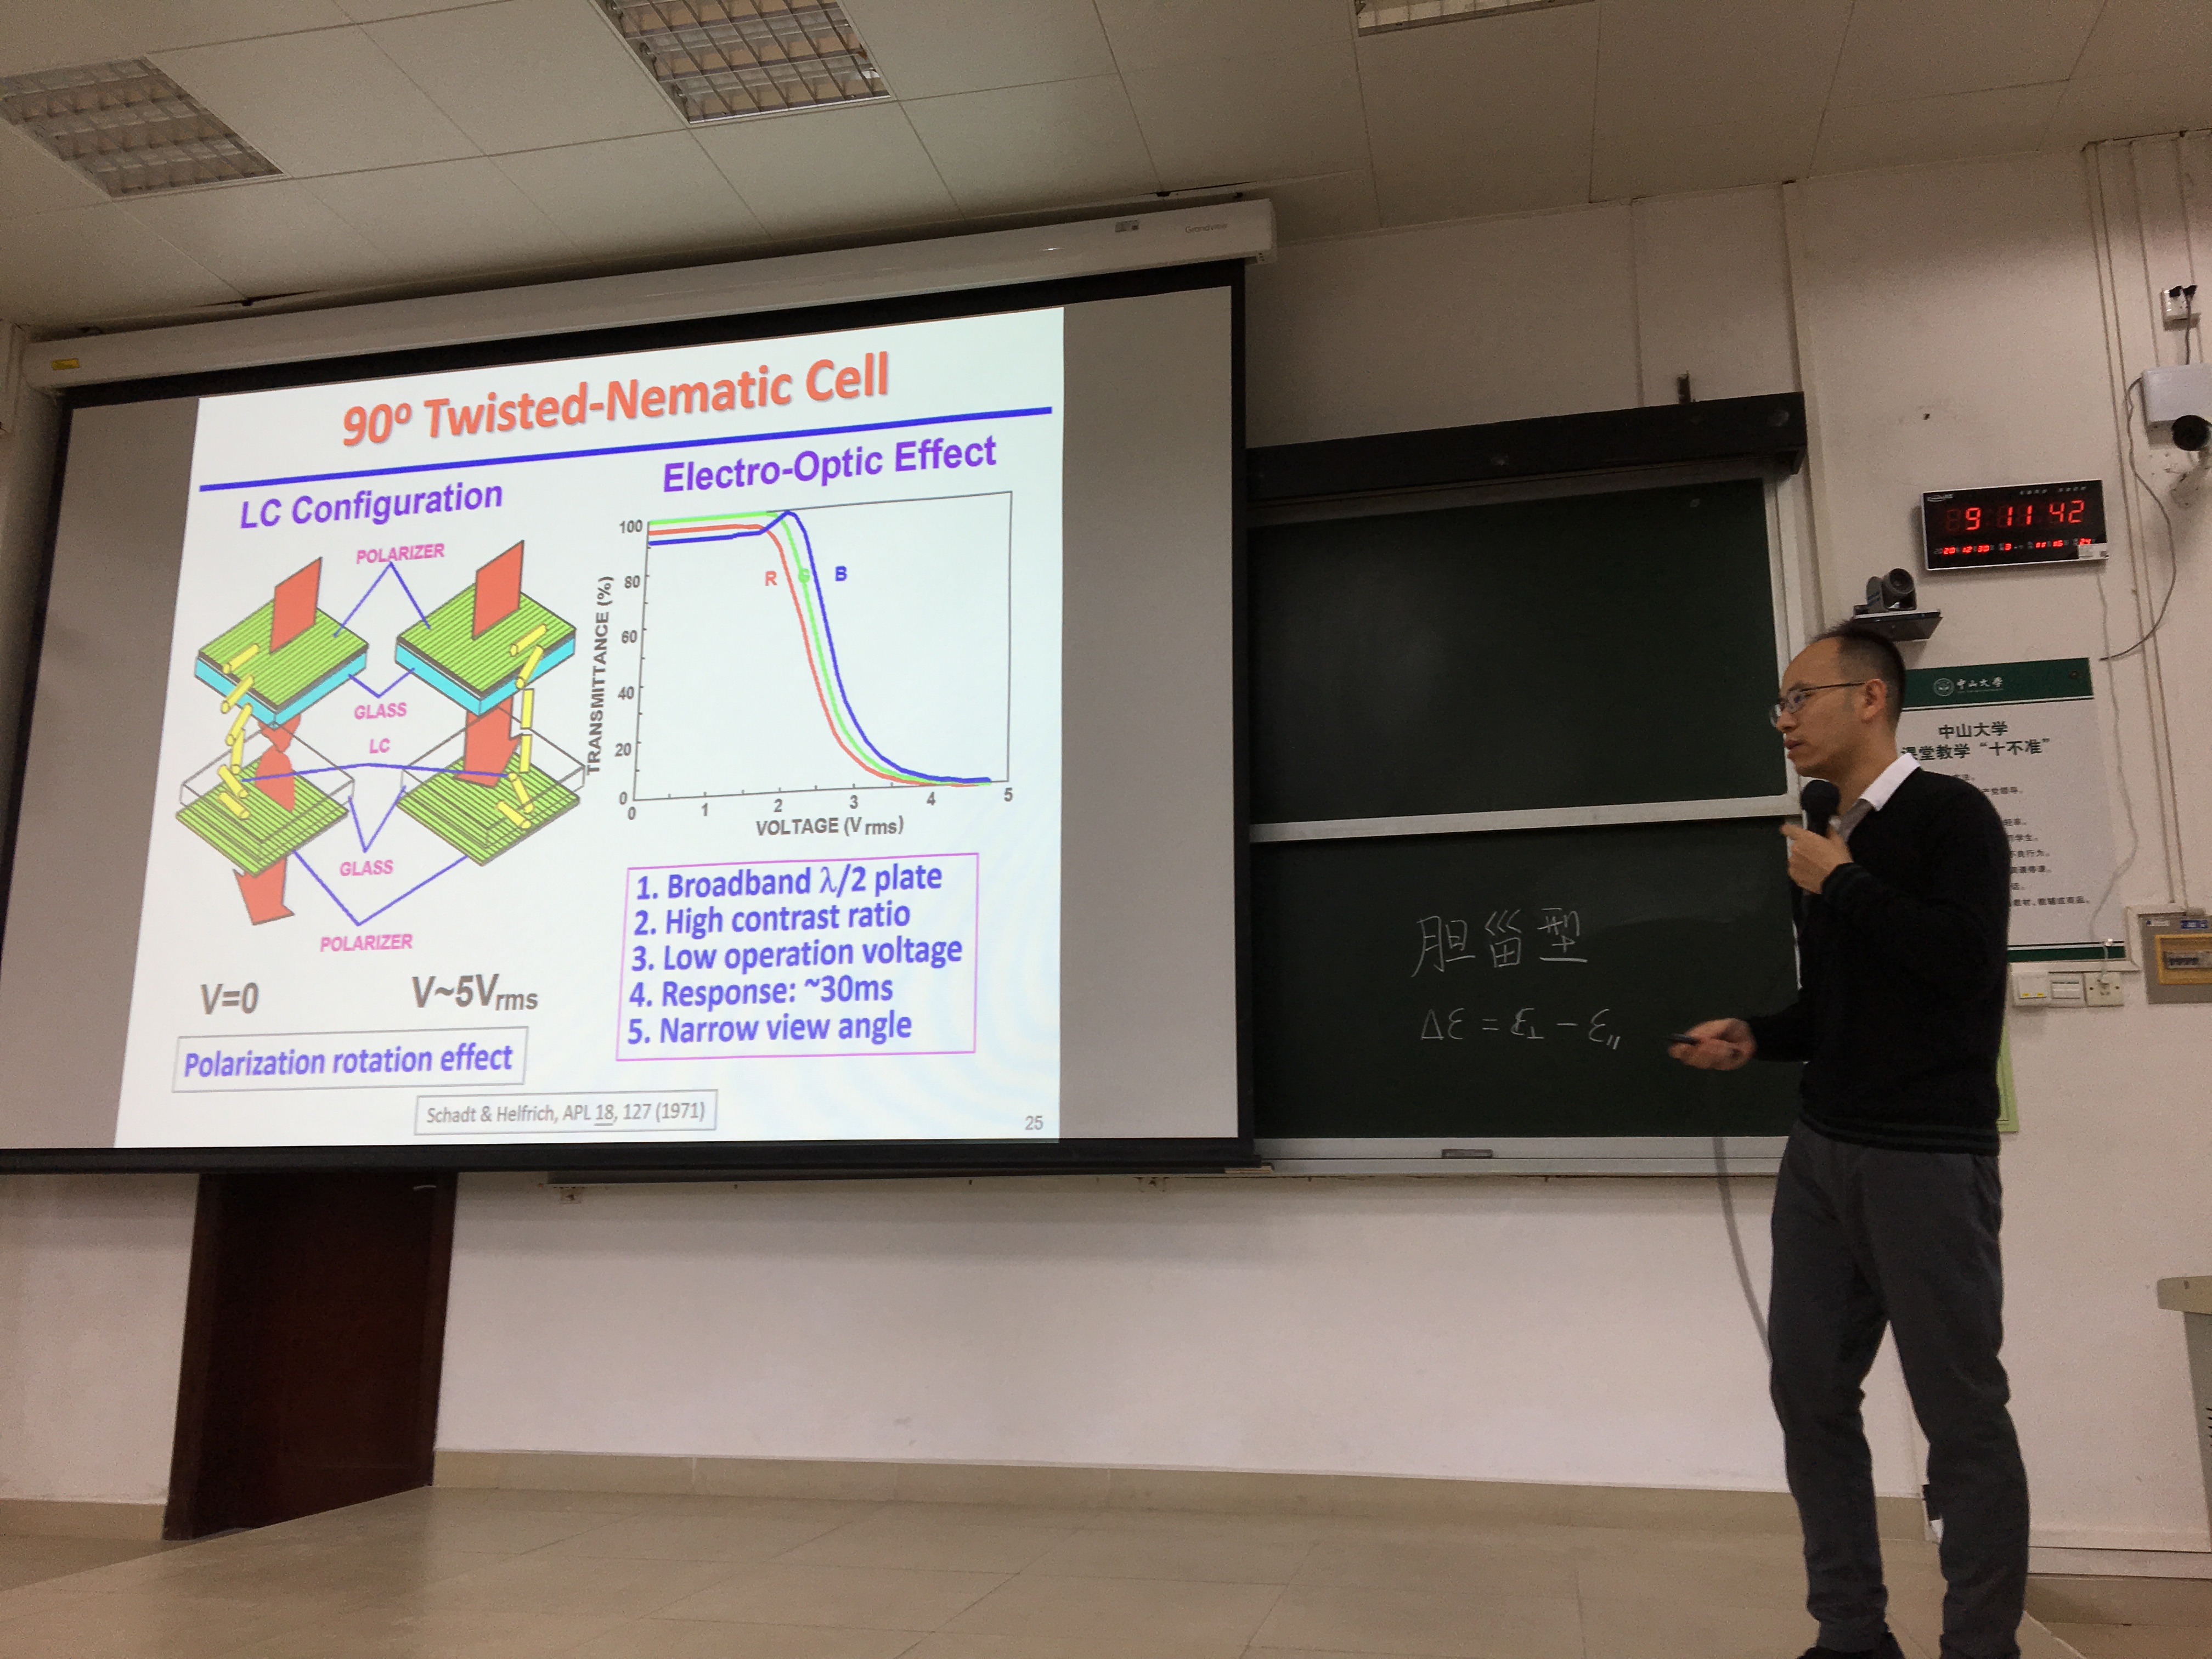 Grandview
90º Twisted-Nematic Cell
LC Configuration
POLARIZER
GLASS
LC
GLASS
POLARIZER
V=0
V~5Vrms
Polarization rotation effect
Electro-Optic Effect
TRANSMITTANCE (%)
100
80
60
40
20
0
R
G
B
0
1
2
3
4
5
VOLTAGE (Vrms)
1. Broadband λ/2 plate
2. High contrast ratio
3. Low operation voltage
4. Response: ~30ms
5. Narrow view angle
Schadt & Helfrich, APL 18, 127 (1971)
25
胆甾型
Δε = ε⊥ - ε∥
9 11 42
中山大学
中山大学
课堂教学“十不准”